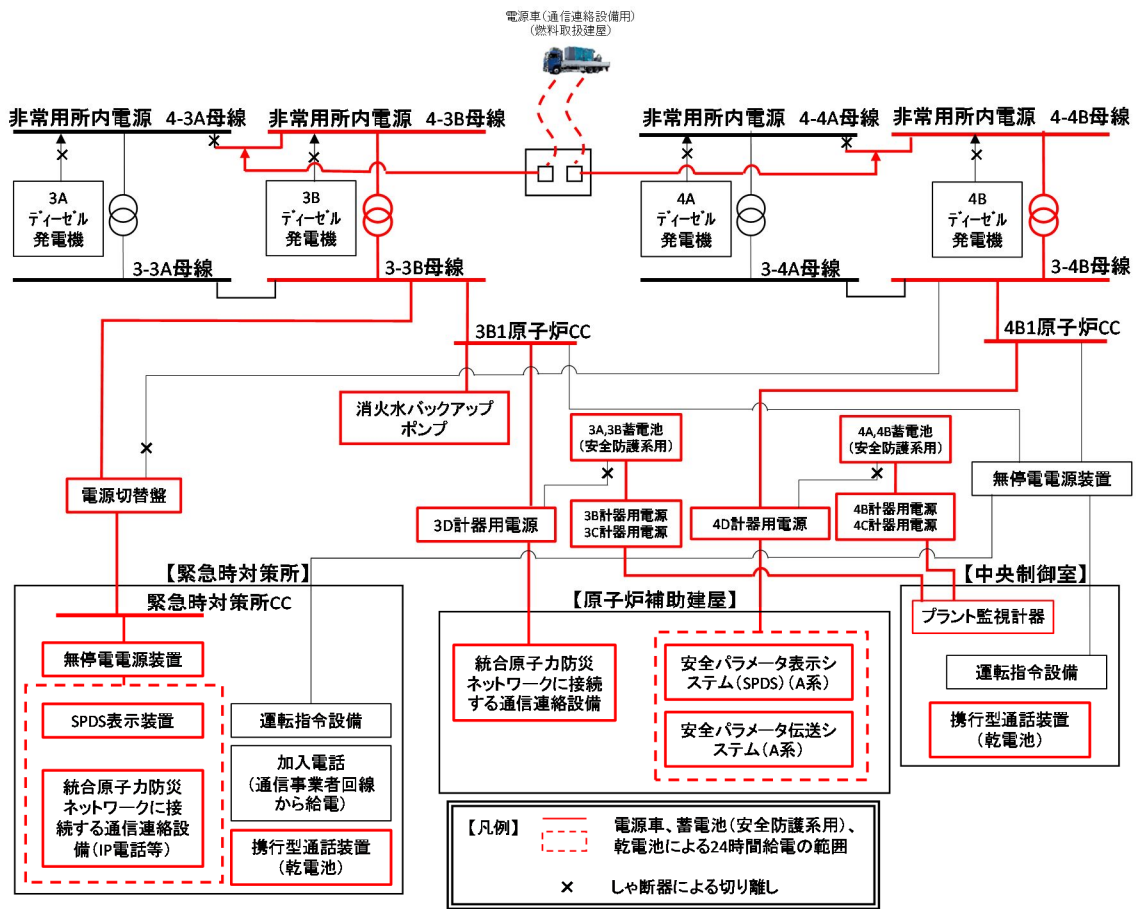 電源車(通信連絡設備用)
(燃料取扱建屋)
非常用所内電源 4-3A母線
非常用所内電源 4-3B母線
非常用所内電源 4-4A母線
非常用所内電源 4-4B母線
3A
ディーゼル
発電機
3B
ディーゼル
発電機
4A
ディーゼル
発電機
4B
ディーゼル
発電機
3-3A母線
3-3B母線
3-4A母線
3-4B母線
3B1原子炉CC
4B1原子炉CC
消火水バックアップ
ポンプ
3A,3B蓄電池
(安全防護系用)
4A,4B蓄電池
(安全防護系用)
無停電電源装置
電源切替盤
3D計器用電源
3B計器用電源
3C計器用電源
4D計器用電源
4B計器用電源
4C計器用電源
【緊急時対策所】
緊急時対策所CC
無停電電源装置
SPDS表示装置
統合原子力防災
ネットワークに接
続する通信連絡設
備(IP電話等)
運転指令設備
加入電話
(通信事業者回線
から給電)
携行型通話装置
(乾電池)
【原子炉補助建屋】
統合原子力防災
ネットワークに接続
する通信連絡設備
安全パラメータ表示シ
ステム(SPDS)(A系)
安全パラメータ伝送シ
ステム(A系)
【中央制御室】
プラント監視計器
運転指令設備
携行型通話装置
(乾電池)
【凡例】
電源車、蓄電池(安全防護系用)、
乾電池による24時間給電の範囲
× しゃ断器による切り離し